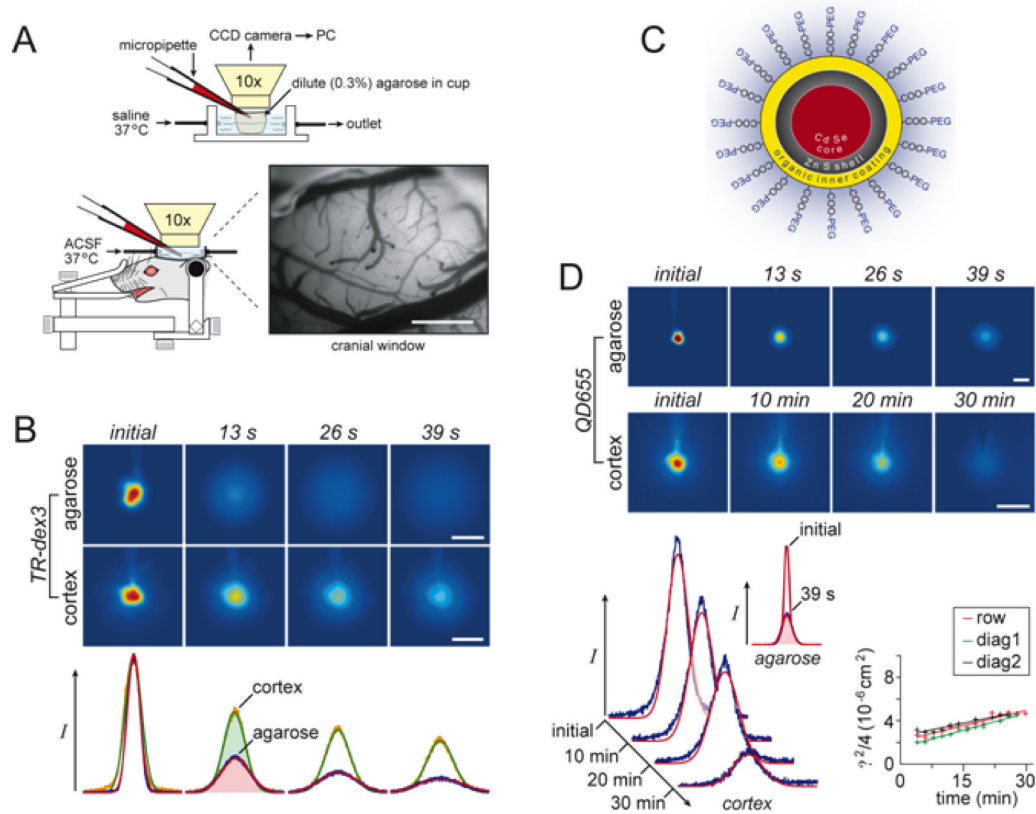 A
micropipette
CCD camera → PC
10x
dilute (0.3%) agarose in cup
saline
37°C
outlet
10x
ACSF
37°C
cranial window
B
initial
13 s
26 s
39 s
TR-dex3
agarose
cortex
I
cortex
agarose
C
COOC-PEG
CdSe
core
ZnS shell
organic inner coating
D
initial
13 s
26 s
39 s
QD655
agarose
initial
10 min
20 min
30 min
cortex
I
initial
10 min
20 min
30 min
cortex
I
initial
39 s
agarose
row
diag1
diag2
?²/4 (10⁻⁶ cm²)
8
4
0
0
15
30
time (min)